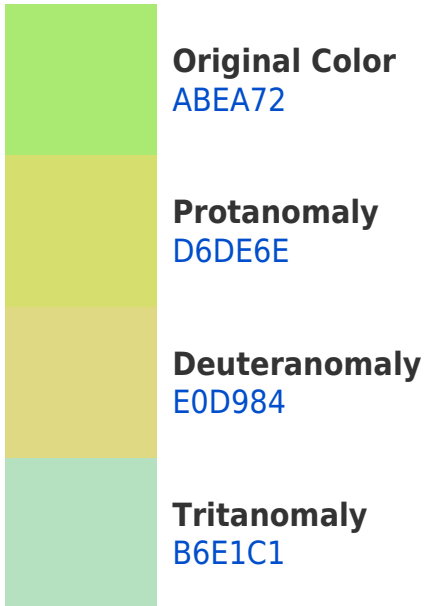 Original Color
ABEA72
Protanomaly
D6DE6E
Deuteranomaly
E0D984
Tritanomaly
B6E1C1